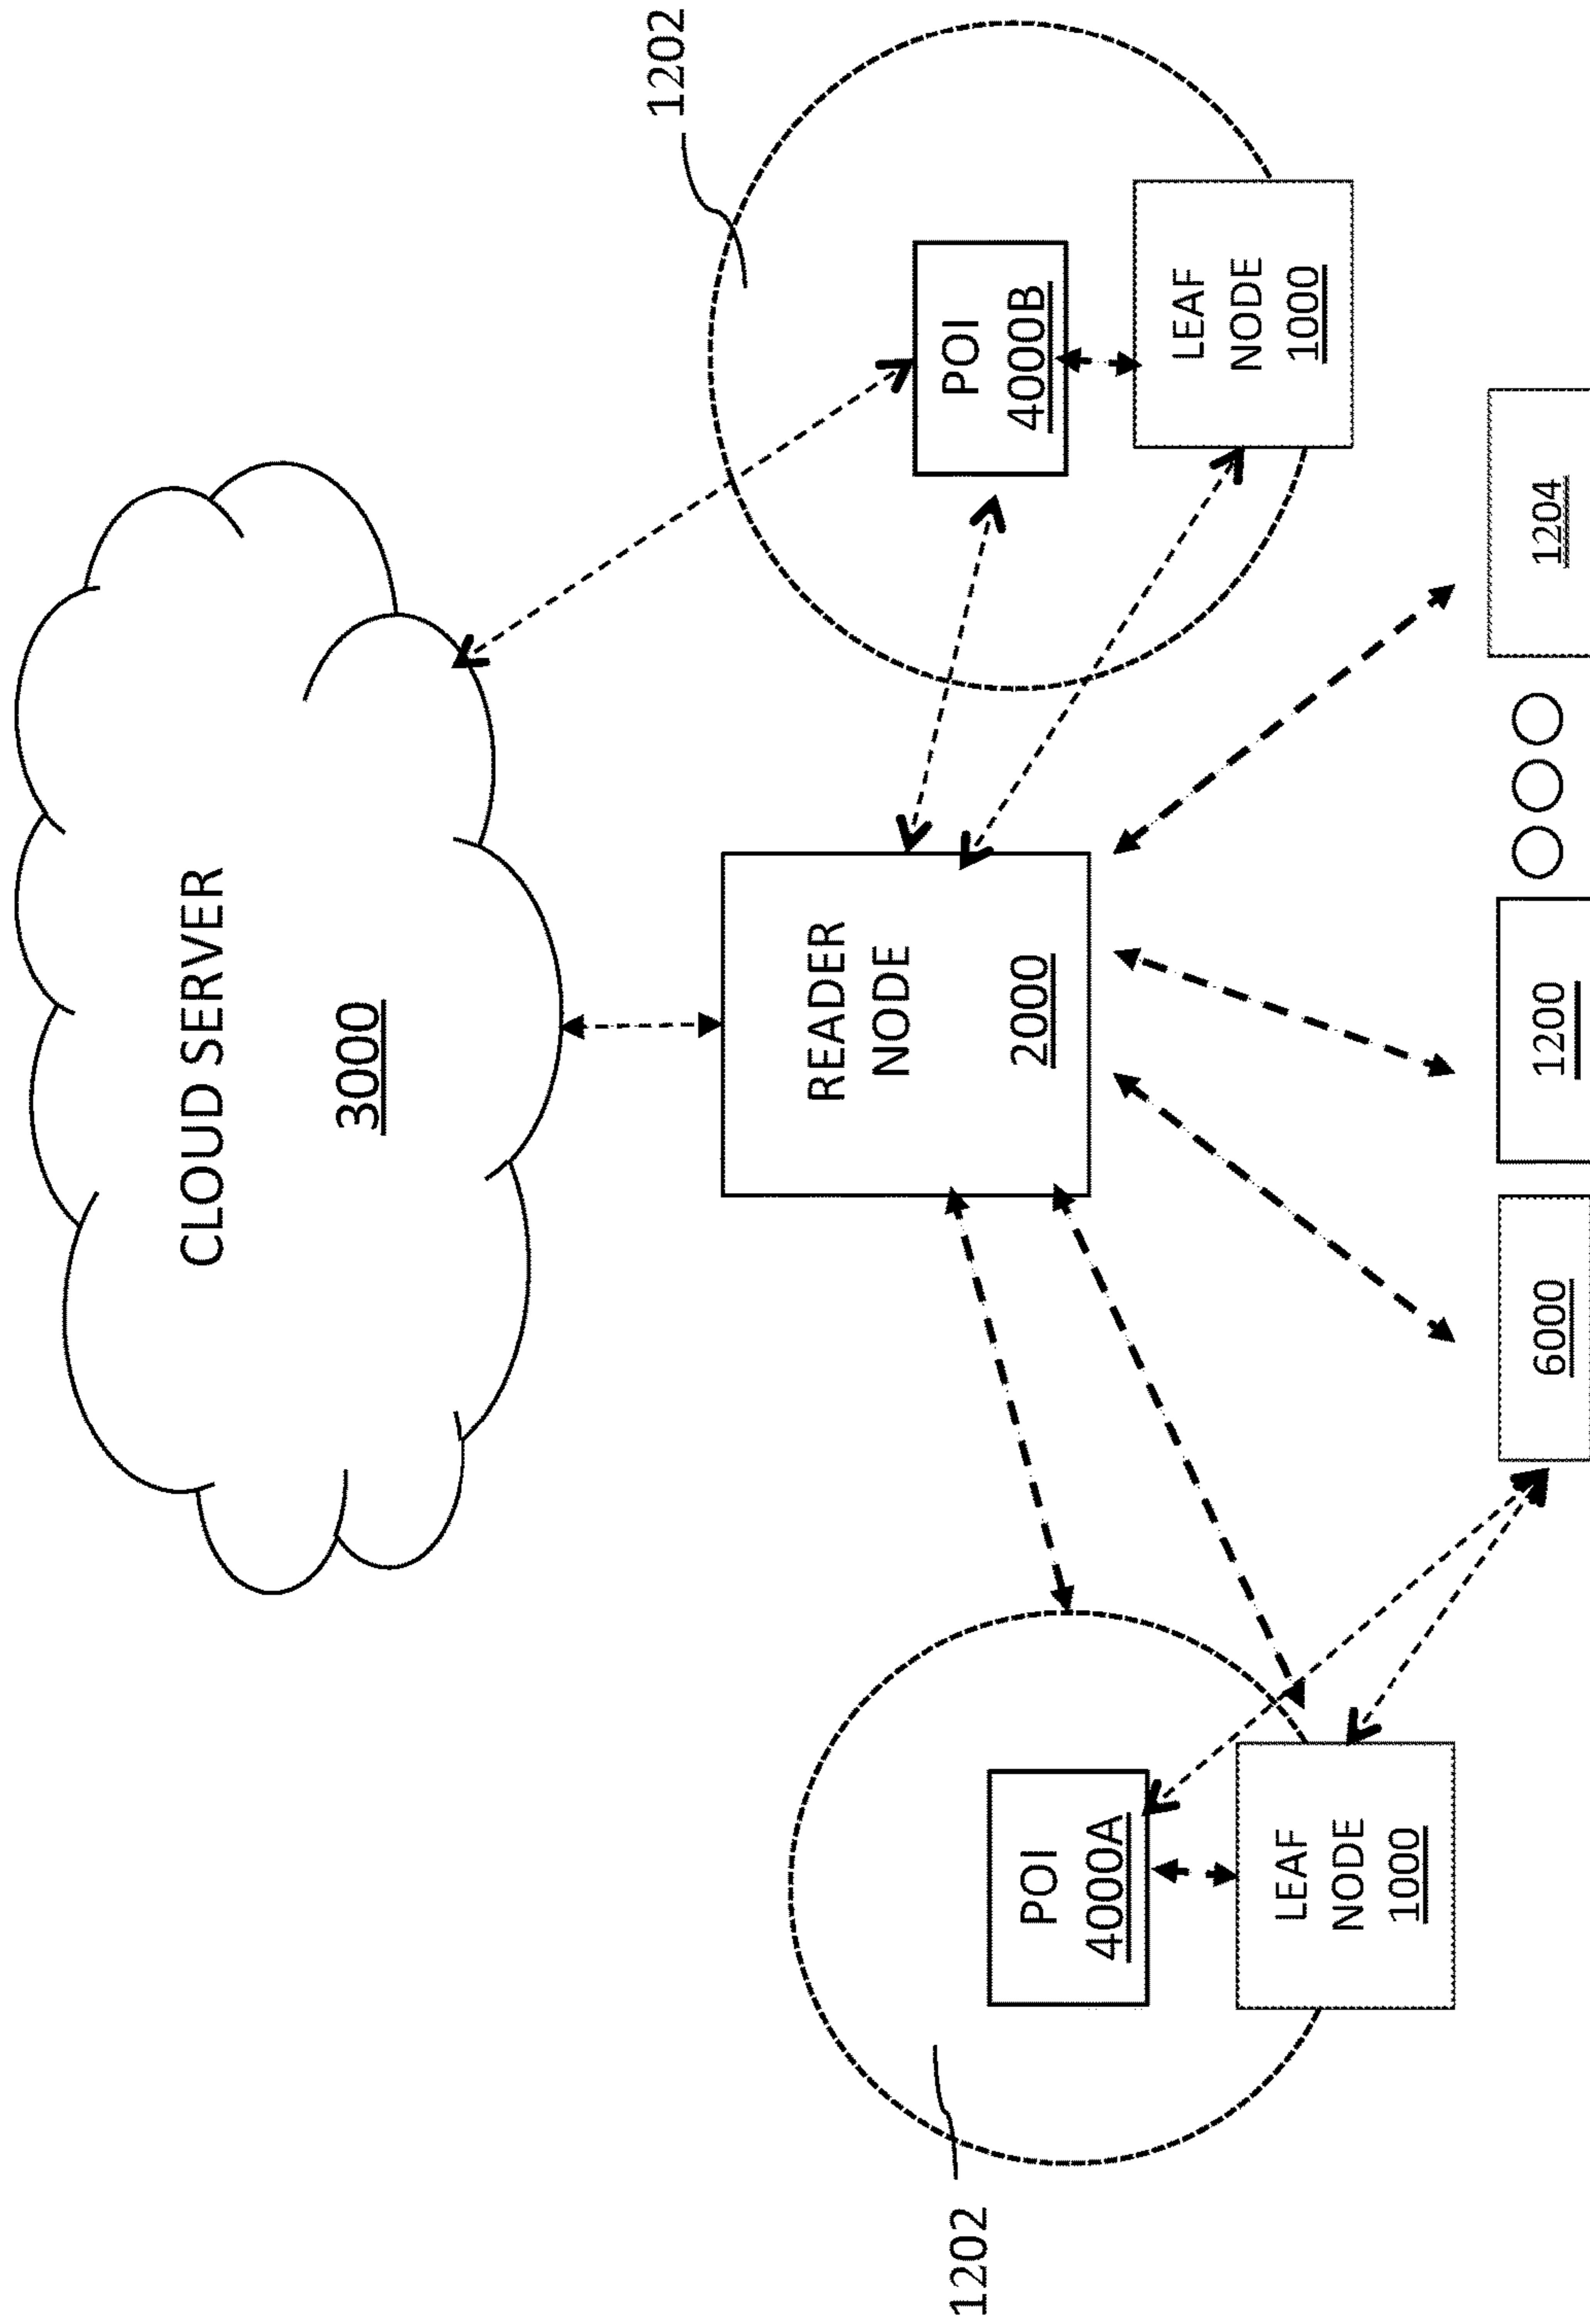 CLOUD SERVER
3000
1202
READER
NODE
2000
POI
4000B
LEAF
NODE
1000
1202
POI
4000A
LEAF
NODE
1000
6000
1200
1204